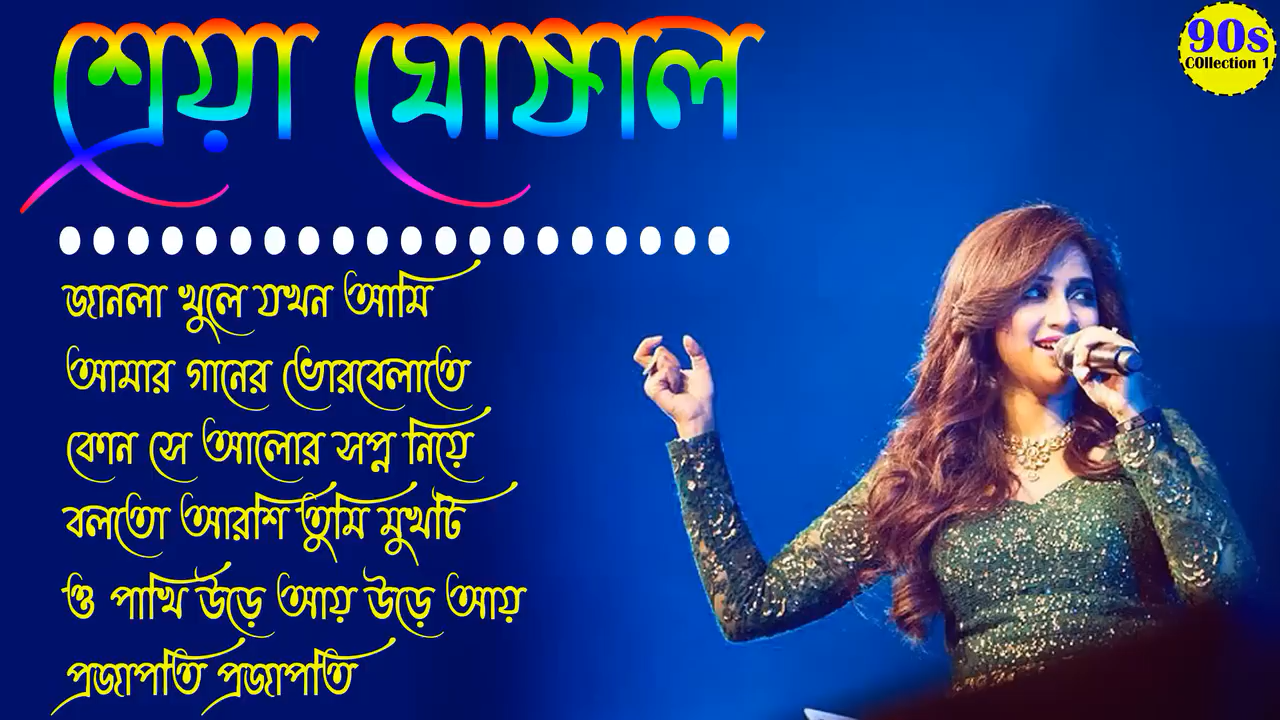 শ্রেয়া ঘোষাল
90s
COllection 1
জানলা খুলে যখন আমি
আমার গানের ভোরবেলাতে
কোন সে আলোর সপ্ন নিয়ে
বলতো আরশি তুমি মুখটি
ও পাখি উড়ে আয় উড়ে আয়
প্রজাপতি প্রজাপতি